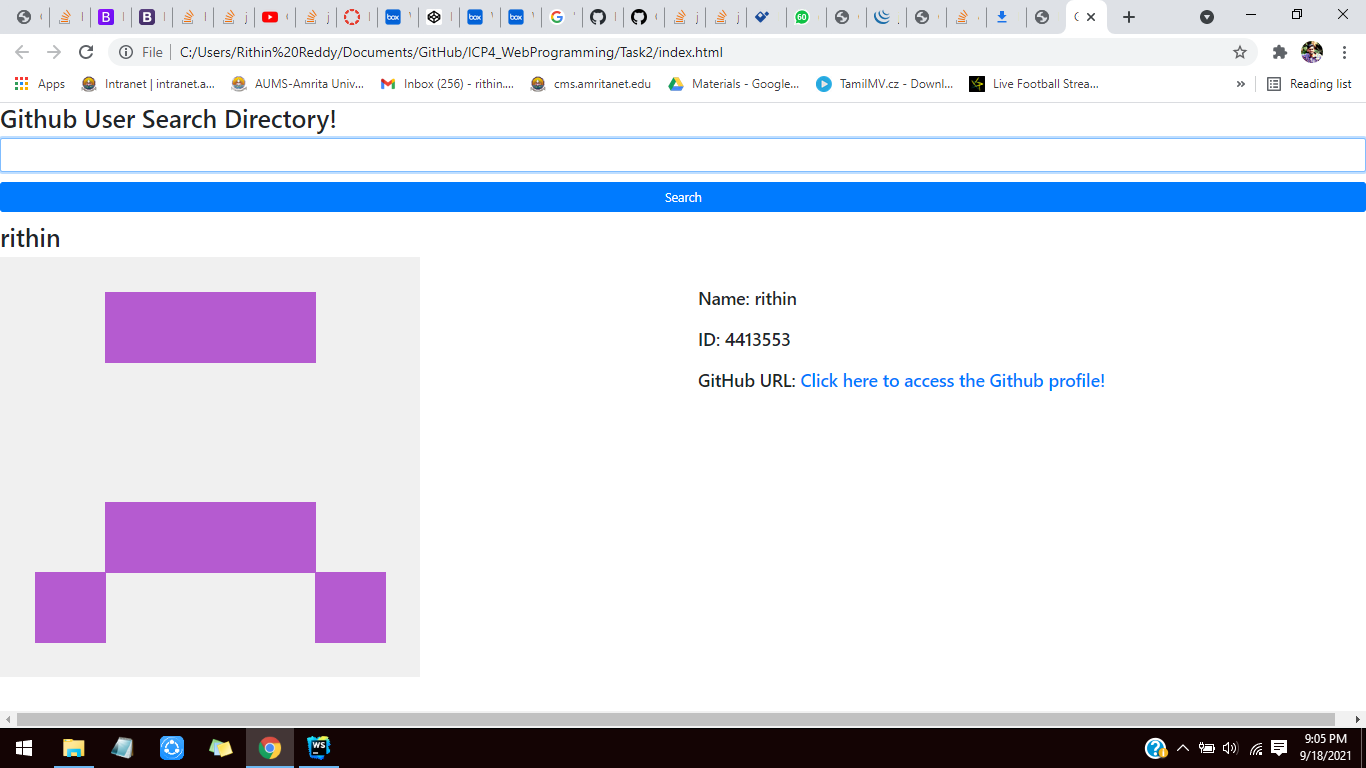 File C:/Users/Rithin%20Reddy/Documents/GitHub/ICP4_WebProgramming/Task2/index.html
Apps Intranet | intranet.a... AUMS-Amrita Univ... Inbox (256) - rithin.... cms.amritanet.edu Materials - Google... TamilMV.cz - Downl... Live Football Strea... » Reading list
Github User Search Directory!
Search
rithin
Name: rithin
ID: 4413553
GitHub URL: Click here to access the Github profile!
9:05 PM
9/18/2021